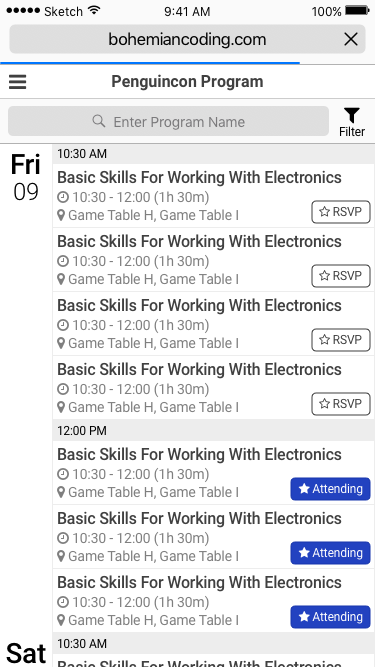 Sketch 9:41 AM 100%
bohemiancoding.com
Penguincon Program
Enter Program Name
Filter
Fri
09
10:30 AM
Basic Skills For Working With Electronics
10:30 - 12:00 (1h 30m)
Game Table H, Game Table I
RSVP
Basic Skills For Working With Electronics
10:30 - 12:00 (1h 30m)
Game Table H, Game Table I
RSVP
Basic Skills For Working With Electronics
10:30 - 12:00 (1h 30m)
Game Table H, Game Table I
RSVP
Basic Skills For Working With Electronics
10:30 - 12:00 (1h 30m)
Game Table H, Game Table I
RSVP
12:00 PM
Basic Skills For Working With Electronics
10:30 - 12:00 (1h 30m)
Game Table H, Game Table I
Attending
Basic Skills For Working With Electronics
10:30 - 12:00 (1h 30m)
Game Table H, Game Table I
Attending
Basic Skills For Working With Electronics
10:30 - 12:00 (1h 30m)
Game Table H, Game Table I
Attending
Sat
10:30 AM
Basic Skills For Working With Electronics